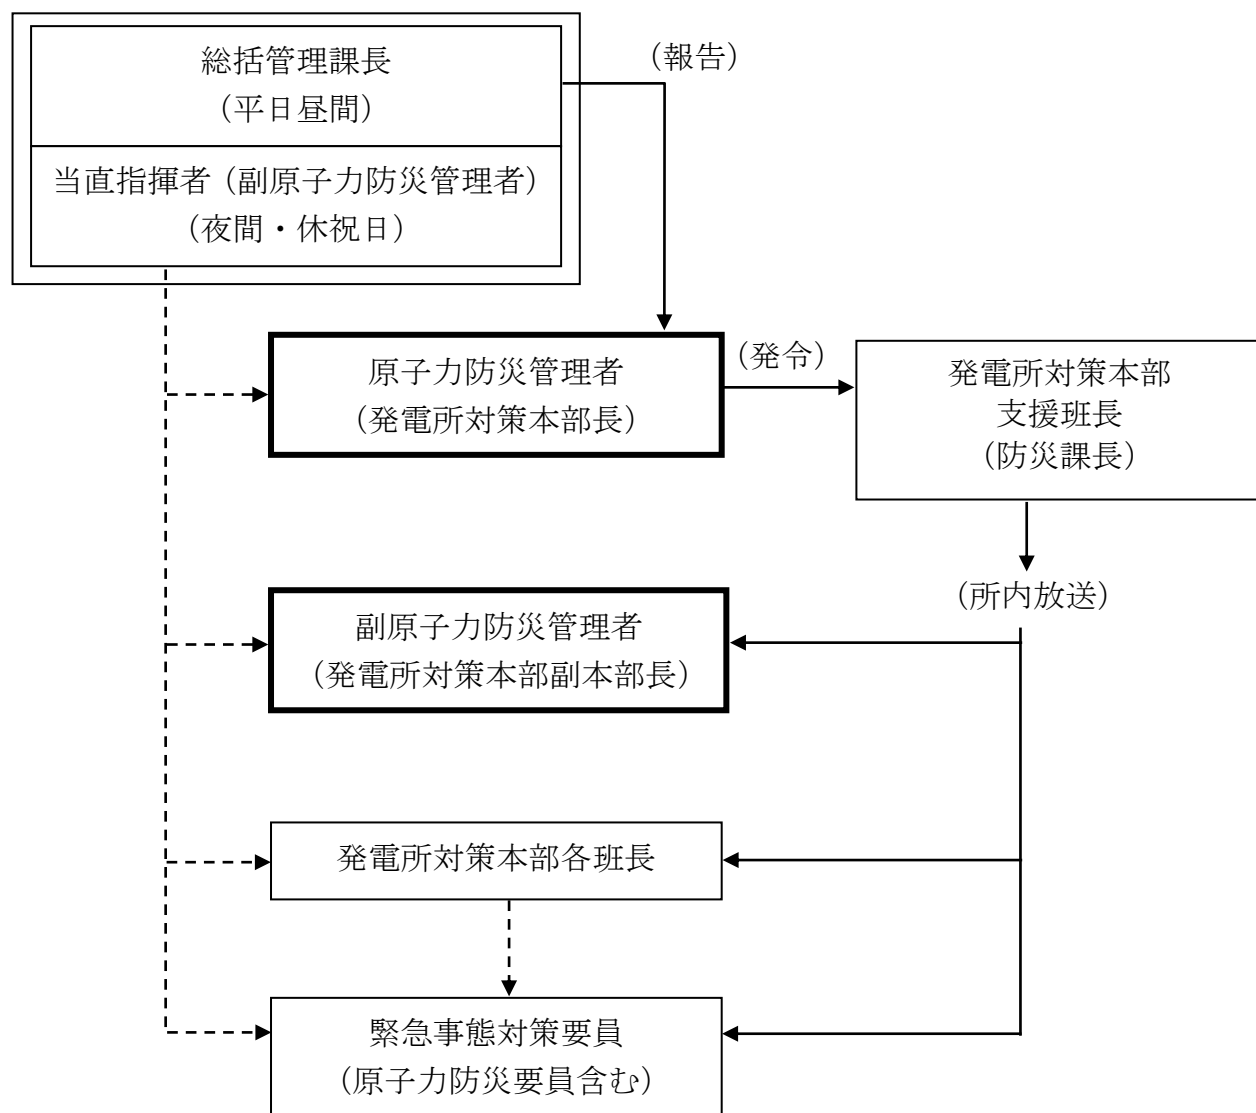 総括管理課長
（平日昼間）
（報告）
当直指揮者（副原子力防災管理者）
（夜間・休祝日）
原子力防災管理者
（発電所対策本部長）
（発令）
発電所対策本部
支援班長
（防災課長）
（所内放送）
副原子力防災管理者
（発電所対策本部副本部長）
発電所対策本部各班長
緊急事態対策要員
（原子力防災要員含む）